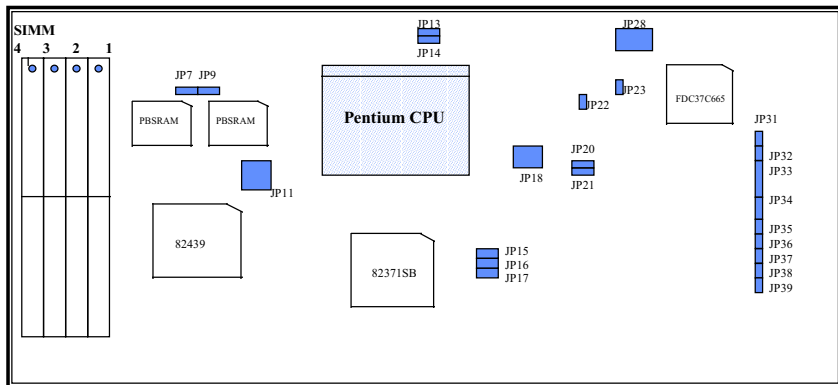 SIMM
4 3 2 1
JP7 JP9
PBSRAM
PBSRAM
JP11
82439
JP13
JP14
Pentium CPU
82371SB
JP15
JP16
JP17
JP18
JP20
JP21
JP22
JP23
JP28
FDC37C665
JP31
JP32
JP33
JP34
JP35
JP36
JP37
JP38
JP39